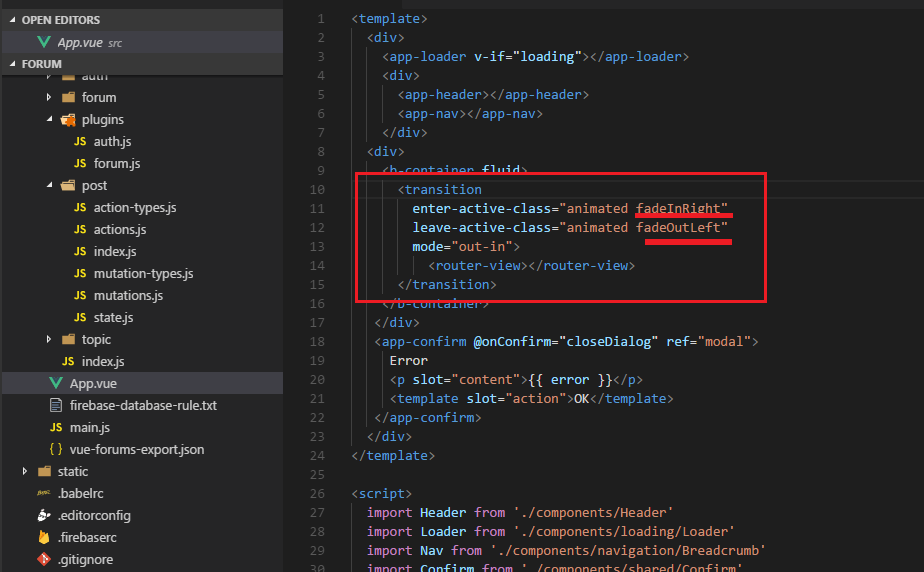 OPEN EDITORS
App.vue src
FORUM
auth
forum
plugins
JS auth.js
JS forum.js
post
JS action-types.js
JS actions.js
JS index.js
JS mutation-types.js
JS mutations.js
JS state.js
topic
JS index.js
App.vue
firebase-database-rule.txt
JS main.js
{ } vue-forums-export.json
static
.babelrc
.editorconfig
.firebaserc
.gitignore
1 <template>
2 <div>
3 <app-loader v-if="loading"></app-loader>
4 <div>
5 <app-header></app-header>
6 <app-nav></app-nav>
7 </div>
8 <div>
9 <b-container fluid>
10 <transition
11 enter-active-class="animated fadeInRight"
12 leave-active-class="animated fadeOutLeft"
13 mode="out-in">
14 <router-view></router-view>
15 </transition>
16 </b-container>
17 </div>
18 <app-confirm @onConfirm="closeDialog" ref="modal">
19 Error
20 <p slot="content">{{ error }}</p>
21 <template slot="action">OK</template>
22 </app-confirm>
23 </div>
24 </template>
25
26 <script>
27 import Header from './components/Header'
28 import Loader from './components/loading/Loader'
29 import Nav from './components/navigation/Breadcrumb'
30 import Confirm from './components/shared/Confirm'